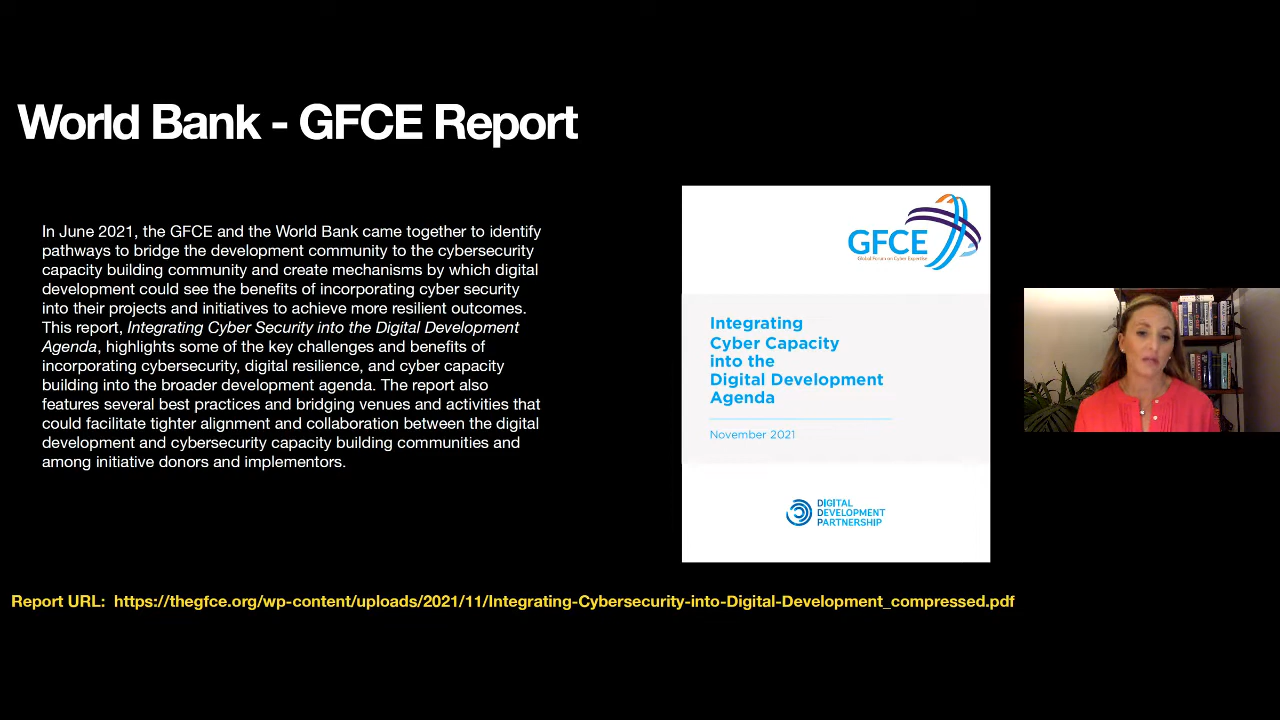 World Bank - GFCE Report
In June 2021, the GFCE and the World Bank came together to identify
pathways to bridge the development community to the cybersecurity
capacity building community and create mechanisms by which digital
development could see the benefits of incorporating cyber security
into their projects and initiatives to achieve more resilient outcomes.
This report, Integrating Cyber Security into the Digital Development
Agenda, highlights some of the key challenges and benefits of
incorporating cybersecurity, digital resilience, and cyber capacity
building into the broader development agenda. The report also
features several best practices and bridging venues and activities that
could facilitate tighter alignment and collaboration between the digital
development and cybersecurity capacity building communities and
among initiative donors and implementors.
GFCE
Global Forum on Cyber Expertise
Integrating
Cyber Capacity
into the
Digital Development
Agenda
November 2021
DIGITAL
DEVELOPMENT
PARTNERSHIP
Report URL: https://thegfce.org/wp-content/uploads/2021/11/Integrating-Cybersecurity-into-Digital-Development_compressed.pdf